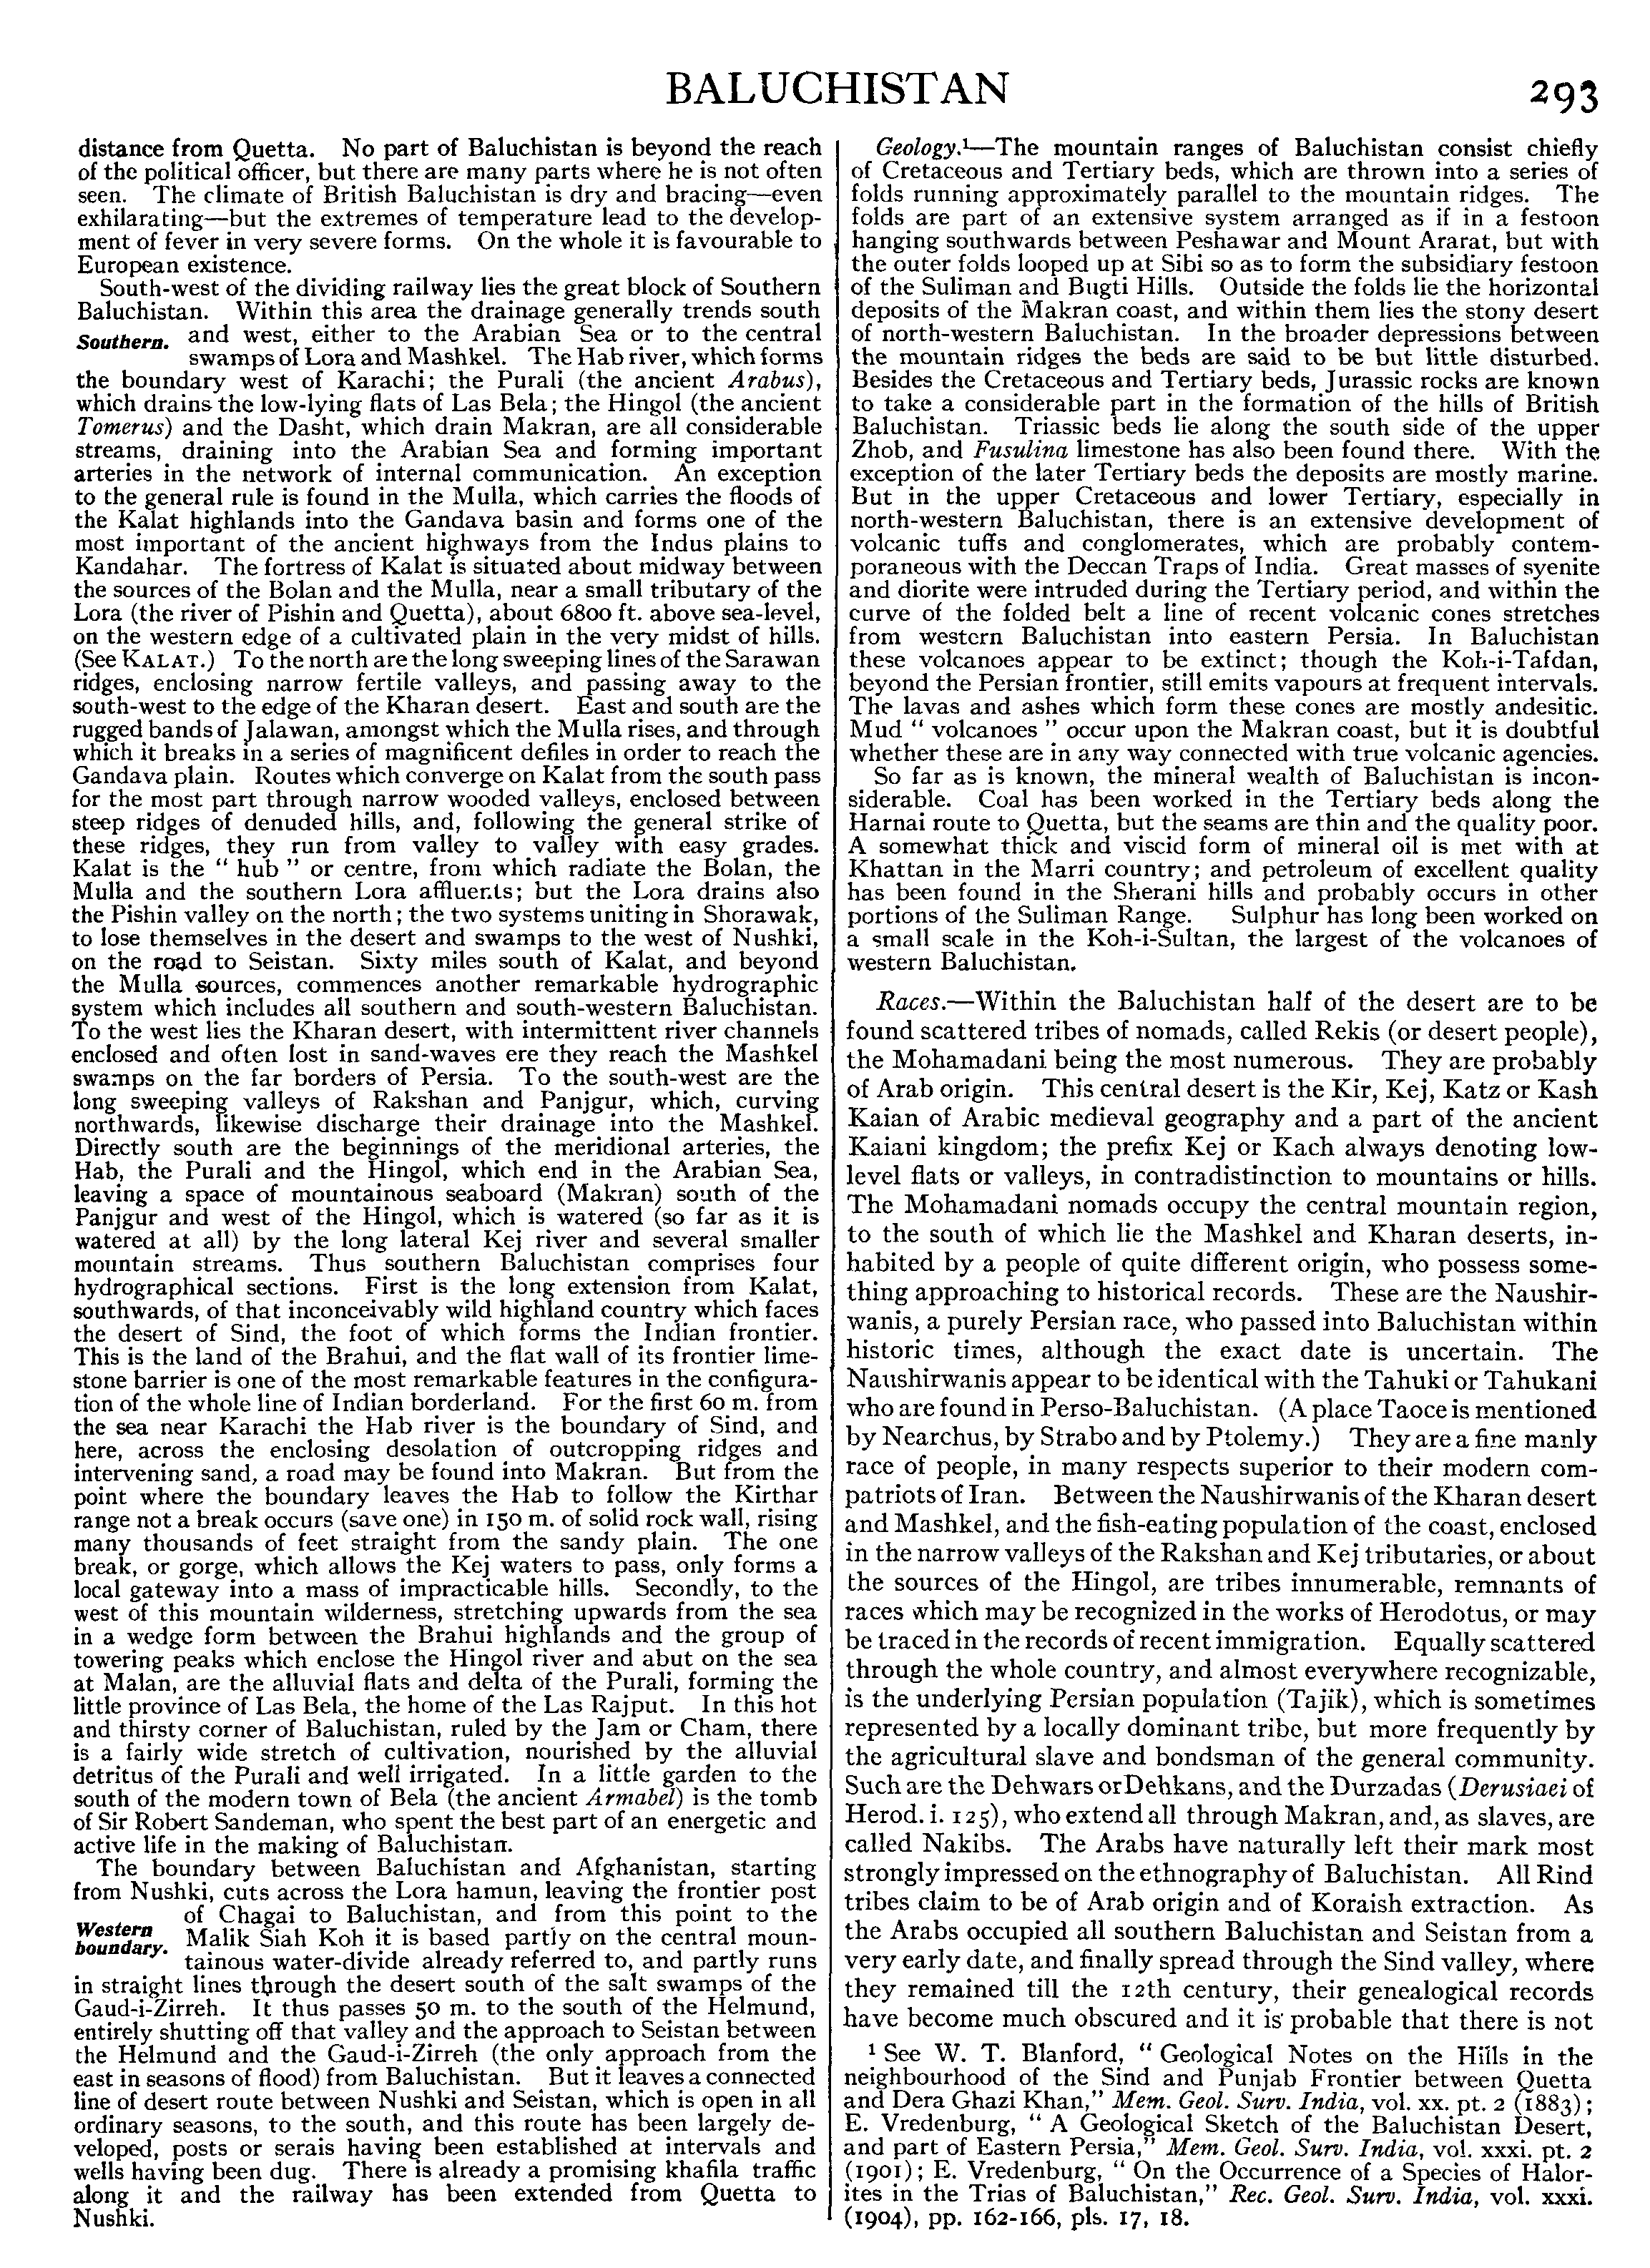 BALUCHISTAN
293
distance from Quetta. No part of Baluchistan is beyond the reach
of the political officer, but there are many parts where he is not often
seen. The climate of British Baluchistan is dry and bracing—even
exhilarating—but the extremes of temperature lead to the develop-
ment of fever in very severe forms. On the whole it is favourable to
European existence.
South-west of the dividing railway lies the great block of Southern
Baluchistan. Within this area the drainage generally trends south
Southern.
and west, either to the Arabian Sea or to the central
swamps of Lora and Mashkel. The Hab river, which forms
the boundary west of Karachi; the Purali (the ancient Arabus),
which drains the low-lying flats of Las Bela; the Hingol (the ancient
Tomerus) and the Dasht, which drain Makran, are all considerable
streams, draining into the Arabian Sea and forming important
arteries in the network of internal communication. An exception
to the general rule is found in the Mulla, which carries the floods of
the Kalat highlands into the Gandava basin and forms one of the
most important of the ancient highways from the Indus plains to
Kandahar. The fortress of Kalat is situated about midway between
the sources of the Bolan and the Mulla, near a small tributary of the
Lora (the river of Pishin and Quetta), about 6800 ft. above sea-level,
on the western edge of a cultivated plain in the very midst of hills.
(See KALAT.) To the north are the long sweeping lines of the Sarawan
ridges, enclosing narrow fertile valleys, and passing away to the
south-west to the edge of the Kharan desert. East and south are the
rugged bands of Jalawan, amongst which the Mulla rises, and through
which it breaks in a series of magnificent defiles in order to reach the
Gandava plain. Routes which converge on Kalat from the south pass
for the most part through narrow wooded valleys, enclosed between
steep ridges of denuded hills, and, following the general strike of
these ridges, they run from valley to valley with easy grades.
Kalat is the " hub " or centre, from which radiate the Bolan, the
Mulla and the southern Lora affluents; but the Lora drains also
the Pishin valley on the north; the two systems uniting in Shorawak,
to lose themselves in the desert and swamps to the west of Nushki,
on the road to Seistan. Sixty miles south of Kalat, and beyond
the Mulla sources, commences another remarkable hydrographic
system which includes all southern and south-western Baluchistan.
To the west lies the Kharan desert, with intermittent river channels
enclosed and often lost in sand-waves ere they reach the Mashkel
swamps on the far borders of Persia. To the south-west are the
long sweeping valleys of Rakshan and Panjgur, which, curving
northwards, likewise discharge their drainage into the Mashkel.
Directly south are the beginnings of the meridional arteries, the
Hab, the Purali and the Hingol, which end in the Arabian Sea,
leaving a space of mountainous seaboard (Makran) south of the
Panjgur and west of the Hingol, which is watered (so far as it is
watered at all) by the long lateral Kej river and several smaller
mountain streams. Thus southern Baluchistan comprises four
hydrographical sections. First is the long extension from Kalat,
southwards, of that inconceivably wild highland country which faces
the desert of Sind, the foot of which forms the Indian frontier.
This is the land of the Brahui, and the flat wall of its frontier lime-
stone barrier is one of the most remarkable features in the configura-
tion of the whole line of Indian borderland. For the first 60 m. from
the sea near Karachi the Hab river is the boundary of Sind, and
here, across the enclosing desolation of outcropping ridges and
intervening sand, a road may be found into Makran. But from the
point where the boundary leaves the Hab to follow the Kirthar
range not a break occurs (save one) in 150 m. of solid rock wall, rising
many thousands of feet straight from the sandy plain. The one
break, or gorge, which allows the Kej waters to pass, only forms a
local gateway into a mass of impracticable hills. Secondly, to the
west of this mountain wilderness, stretching upwards from the sea
in a wedge form between the Brahui highlands and the group of
towering peaks which enclose the Hingol river and abut on the sea
at Malan, are the alluvial flats and delta of the Purali, forming the
little province of Las Bela, the home of the Las Rajput. In this hot
and thirsty corner of Baluchistan, ruled by the Jam or Cham, there
is a fairly wide stretch of cultivation, nourished by the alluvial
detritus of the Purali and well irrigated. In a little garden to the
south of the modern town of Bela (the ancient Armabel) is the tomb
of Sir Robert Sandeman, who spent the best part of an energetic and
active life in the making of Baluchistan.
The boundary between Baluchistan and Afghanistan, starting
from Nushki, cuts across the Lora hamun, leaving the frontier post
Western
boundary.
of Chagai to Baluchistan, and from this point to the
Malik Siah Koh it is based partly on the central moun-
tainous water-divide already referred to, and partly runs
in straight lines through the desert south of the salt swamps of the
Gaud-i-Zirreh. It thus passes 50 m. to the south of the Helmund,
entirely shutting off that valley and the approach to Seistan between
the Helmund and the Gaud-i-Zirreh (the only approach from the
east in seasons of flood) from Baluchistan. But it leaves a connected
line of desert route between Nushki and Seistan, which is open in all
ordinary seasons, to the south, and this route has been largely de-
veloped, posts or serais having been established at intervals and
wells having been dug. There is already a promising khafila traffic
along it and the railway has been extended from Quetta to
Nushki.
Geology.¹—The mountain ranges of Baluchistan consist chiefly
of Cretaceous and Tertiary beds, which are thrown into a series of
folds running approximately parallel to the mountain ridges. The
folds are part of an extensive system arranged as if in a festoon
hanging southwards between Peshawar and Mount Ararat, but with
the outer folds looped up at Sibi so as to form the subsidiary festoon
of the Suliman and Bugti Hills. Outside the folds lie the horizontal
deposits of the Makran coast, and within them lies the stony desert
of north-western Baluchistan. In the broader depressions between
the mountain ridges the beds are said to be but little disturbed.
Besides the Cretaceous and Tertiary beds, Jurassic rocks are known
to take a considerable part in the formation of the hills of British
Baluchistan. Triassic beds lie along the south side of the upper
Zhob, and Fusulina limestone has also been found there. With the
exception of the later Tertiary beds the deposits are mostly marine.
But in the upper Cretaceous and lower Tertiary, especially in
north-western Baluchistan, there is an extensive development of
volcanic tuffs and conglomerates, which are probably contem-
poraneous with the Deccan Traps of India. Great masses of syenite
and diorite were intruded during the Tertiary period, and within the
curve of the folded belt a line of recent volcanic cones stretches
from western Baluchistan into eastern Persia. In Baluchistan
these volcanoes appear to be extinct; though the Koh-i-Tafdan,
beyond the Persian frontier, still emits vapours at frequent intervals.
The lavas and ashes which form these cones are mostly andesitic.
Mud " volcanoes " occur upon the Makran coast, but it is doubtful
whether these are in any way connected with true volcanic agencies.
So far as is known, the mineral wealth of Baluchistan is incon-
siderable. Coal has been worked in the Tertiary beds along the
Harnai route to Quetta, but the seams are thin and the quality poor.
A somewhat thick and viscid form of mineral oil is met with at
Khattan in the Marri country; and petroleum of excellent quality
has been found in the Sherani hills and probably occurs in other
portions of the Suliman Range. Sulphur has long been worked on
a small scale in the Koh-i-Sultan, the largest of the volcanoes of
western Baluchistan.
Races.—Within the Baluchistan half of the desert are to be
found scattered tribes of nomads, called Rekis (or desert people),
the Mohamadani being the most numerous. They are probably
of Arab origin. This central desert is the Kir, Kej, Katz or Kash
Kaian of Arabic medieval geography and a part of the ancient
Kaiani kingdom; the prefix Kej or Kach always denoting low-
level flats or valleys, in contradistinction to mountains or hills.
The Mohamadani nomads occupy the central mountain region,
to the south of which lie the Mashkel and Kharan deserts, in-
habited by a people of quite different origin, who possess some-
thing approaching to historical records. These are the Naushir-
wanis, a purely Persian race, who passed into Baluchistan within
historic times, although the exact date is uncertain. The
Naushirwanis appear to be identical with the Tahuki or Tahukani
who are found in Perso-Baluchistan. (A place Taoce is mentioned
by Nearchus, by Strabo and by Ptolemy.) They are a fine manly
race of people, in many respects superior to their modern com-
patriots of Iran. Between the Naushirwanis of the Kharan desert
and Mashkel, and the fish-eating population of the coast, enclosed
in the narrow valleys of the Rakshan and Kej tributaries, or about
the sources of the Hingol, are tribes innumerable, remnants of
races which may be recognized in the works of Herodotus, or may
be traced in the records of recent immigration. Equally scattered
through the whole country, and almost everywhere recognizable,
is the underlying Persian population (Tajik), which is sometimes
represented by a locally dominant tribe, but more frequently by
the agricultural slave and bondsman of the general community.
Such are the Dehwars or Dehkans, and the Durzadas (Derusiaei of
Herod. i. 125), who extend all through Makran, and, as slaves, are
called Nakibs. The Arabs have naturally left their mark most
strongly impressed on the ethnography of Baluchistan. All Rind
tribes claim to be of Arab origin and of Koraish extraction. As
the Arabs occupied all southern Baluchistan and Seistan from a
very early date, and finally spread through the Sind valley, where
they remained till the 12th century, their genealogical records
have become much obscured and it is probable that there is not
¹ See W. T. Blanford, " Geological Notes on the Hills in the
neighbourhood of the Sind and Punjab Frontier between Quetta
and Dera Ghazi Khan," Mem. Geol. Surv. India, vol. xx. pt. 2 (1883);
E. Vredenburg, " A Geological Sketch of the Baluchistan Desert,
and part of Eastern Persia," Mem. Geol. Surv. India, vol. xxxi. pt. 2
(1901); E. Vredenburg, " On the Occurrence of a Species of Halor-
ites in the Trias of Baluchistan," Rec. Geol. Surv. India, vol. xxxi.
(1904), pp. 162-166, pls. 17, 18.